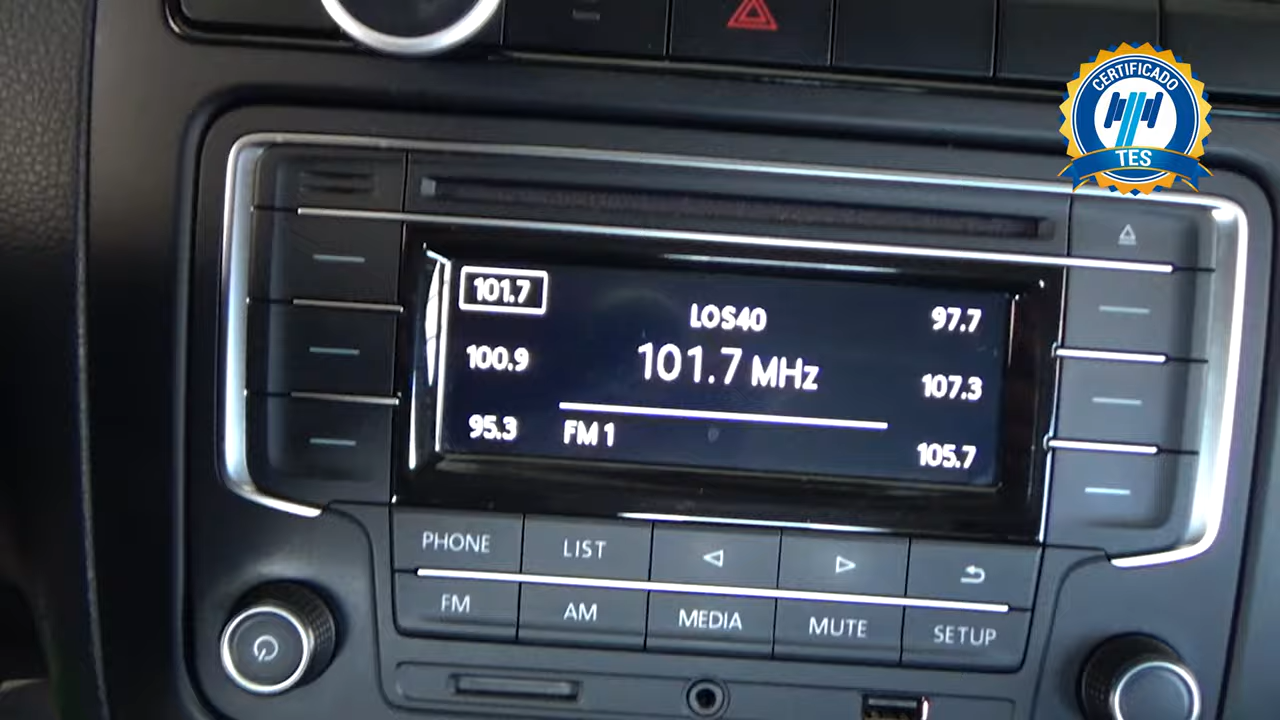 CERTIFICADO
TES
101.7
LOS40
97.7
100.9
101.7 MHz
107.3
95.3
FM 1
105.7
PHONE
LIST
FM
AM
MEDIA
MUTE
SETUP